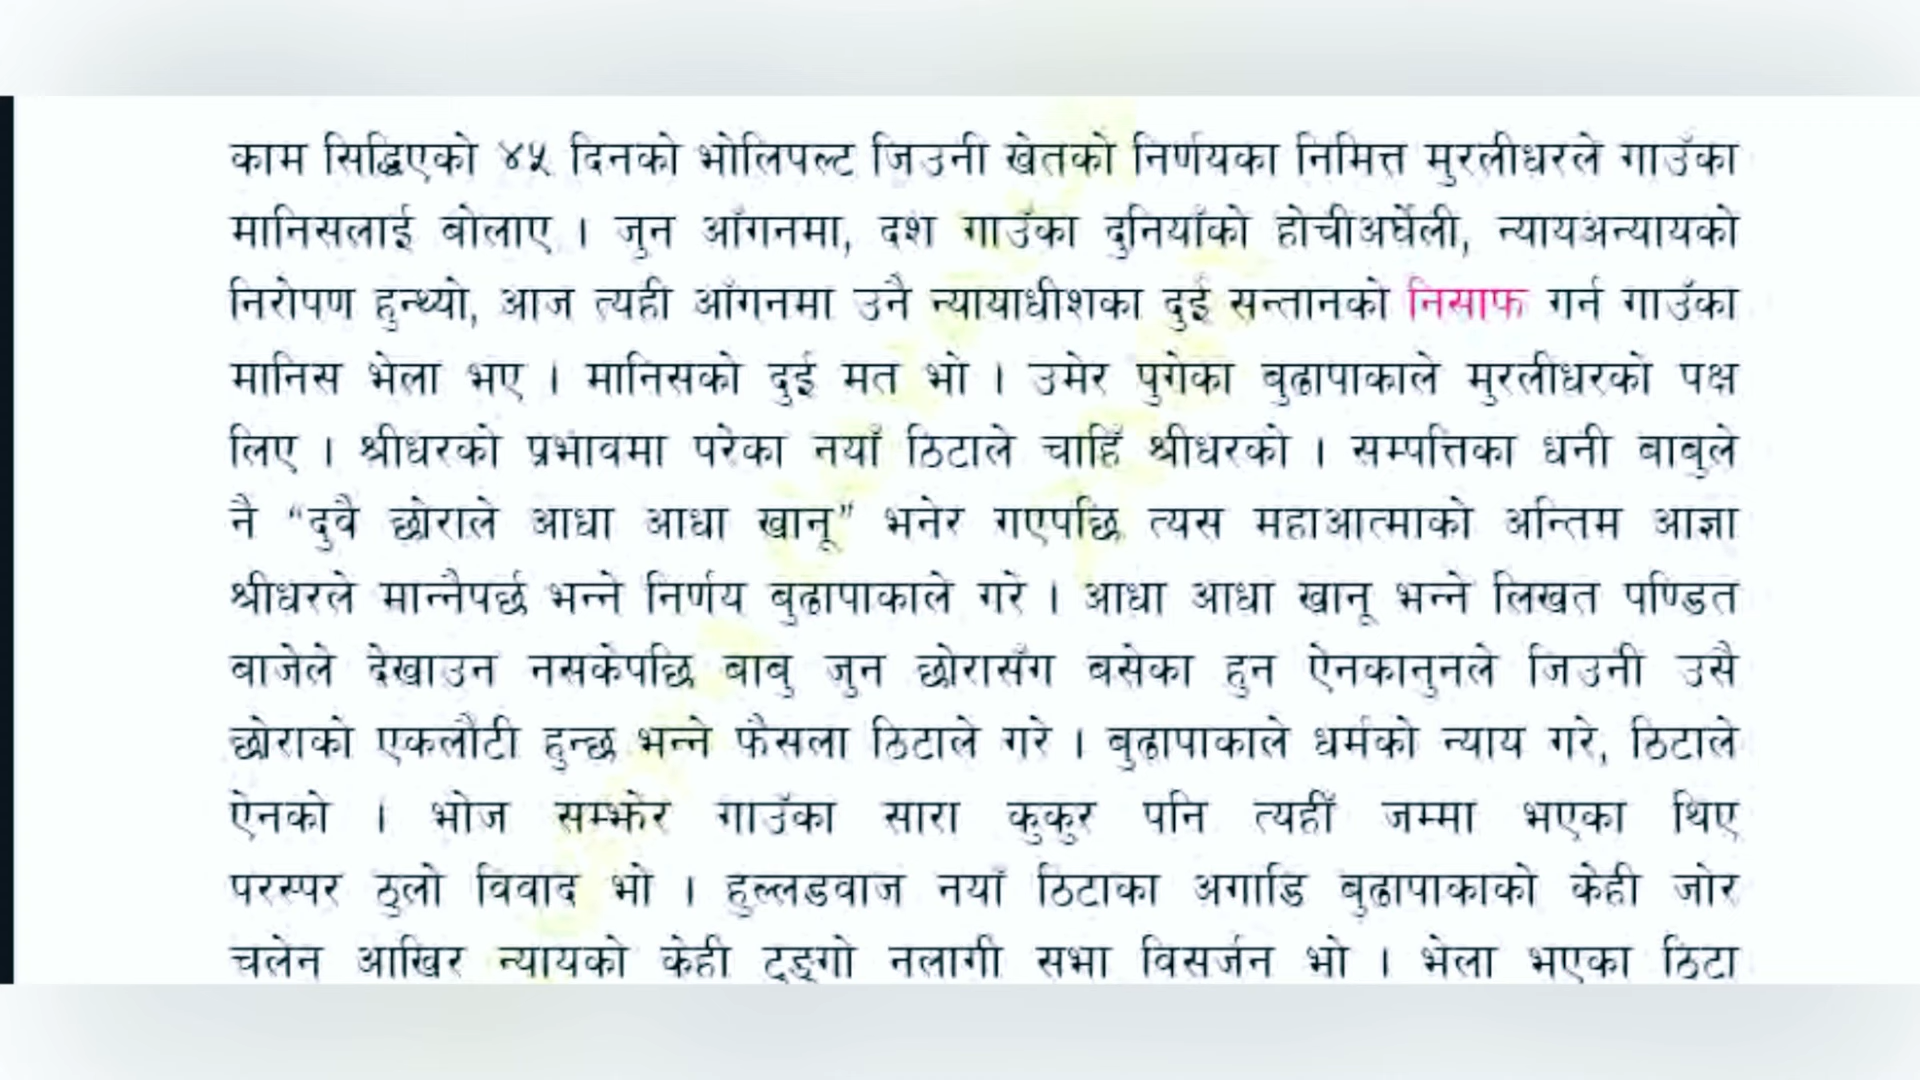 काम सिद्धिएको ४५ दिनको भोलिपल्ट जिउनी खेतको निर्णयका निमित्त मुरलीधरले गाउँका
मानिसलाई बोलाए । जुन आँगनमा, दश गाउँका दुनियाँको होचीअर्घेली, न्यायअन्यायको
निरोपण हुन्थ्यो, आज त्यही आँगनमा उनै न्यायाधीशका दुई सन्तानको निसाफ गर्न गाउँका
मानिस भेला भए । मानिसको दुई मत भो । उमेर पुगेका बुढापाकाले मुरलीधरको पक्ष
लिए । श्रीधरको प्रभावमा परेका नयाँ ठिटाले चाहिँ श्रीधरको । सम्पत्तिका धनी बाबुले
नै “दुवै छोराले आधा आधा खानू” भनेर गएपछि त्यस महाआत्माको अन्तिम आज्ञा
श्रीधरले मान्नैपर्छ भन्ने निर्णय बुढापाकाले गरे । आधा आधा खानू भन्ने लिखत पण्डित
बाजेले देखाउन नसकेपछि बाबु जुन छोरासँग बसेका हुन ऐनकानुनले जिउनी उसै
छोराको एकलौटी हुन्छ भन्ने फैसला ठिटाले गरे । बुढापाकाले धर्मको न्याय गरे, ठिटाले
ऐनको । भोज सम्झेर गाउँका सारा कुकुर पनि त्यहीँ जम्मा भएका थिए
परस्पर ठुलो विवाद भो । हुल्लडवाज नयाँ ठिटाका अगाडि बुढापाकाको केही जोर
चलेन आखिर न्यायको केही टुङ्गो नलागी सभा विसर्जन भो । भेला भएका ठिटा